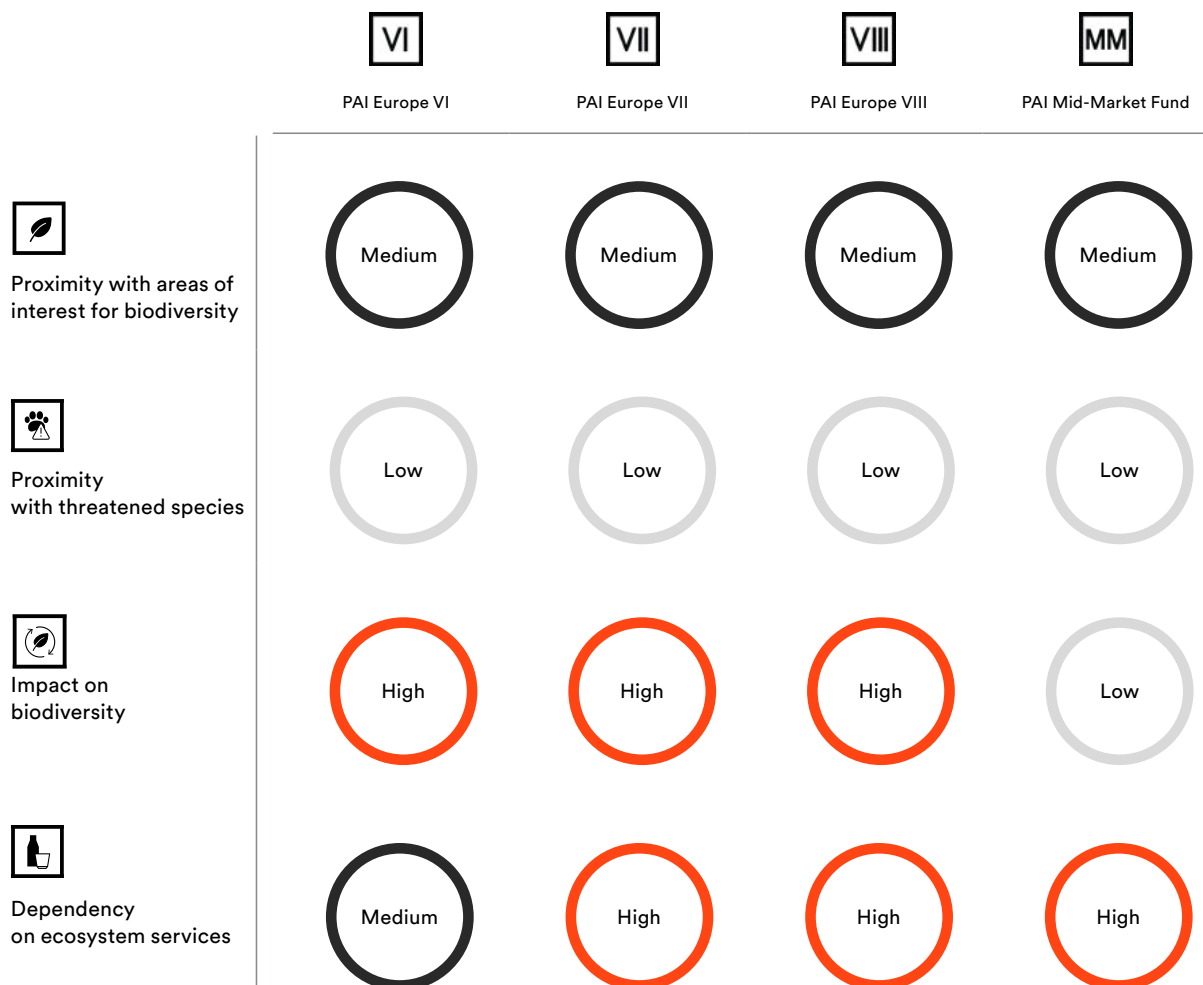 VI
VII
VIII
MM
PAI Europe VI
PAI Europe VII
PAI Europe VIII
PAI Mid-Market Fund
Proximity with areas of
interest for biodiversity
Medium
Medium
Medium
Medium
Proximity
with threatened species
Low
Low
Low
Low
Impact on
biodiversity
High
High
High
Low
Dependency
on ecosystem services
Medium
High
High
High